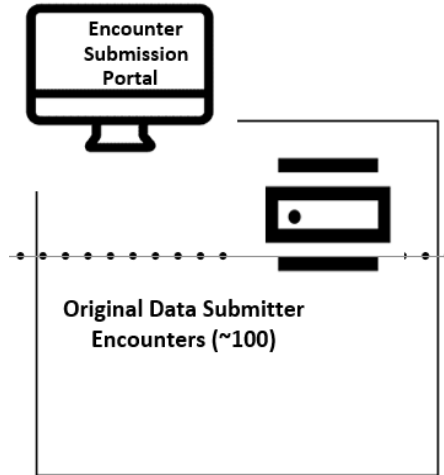 Encounter
Submission
Portal
Original Data Submitter
Encounters (~100)